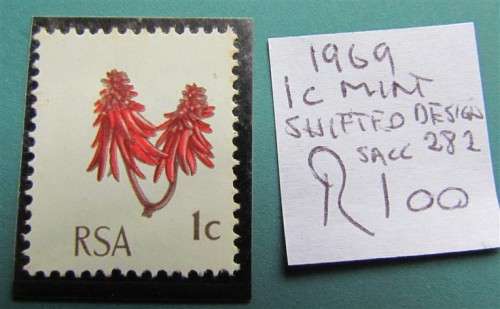 RSA
1c
1969
1c MINT
SHIFTED DESIGN
SACC 282
R100